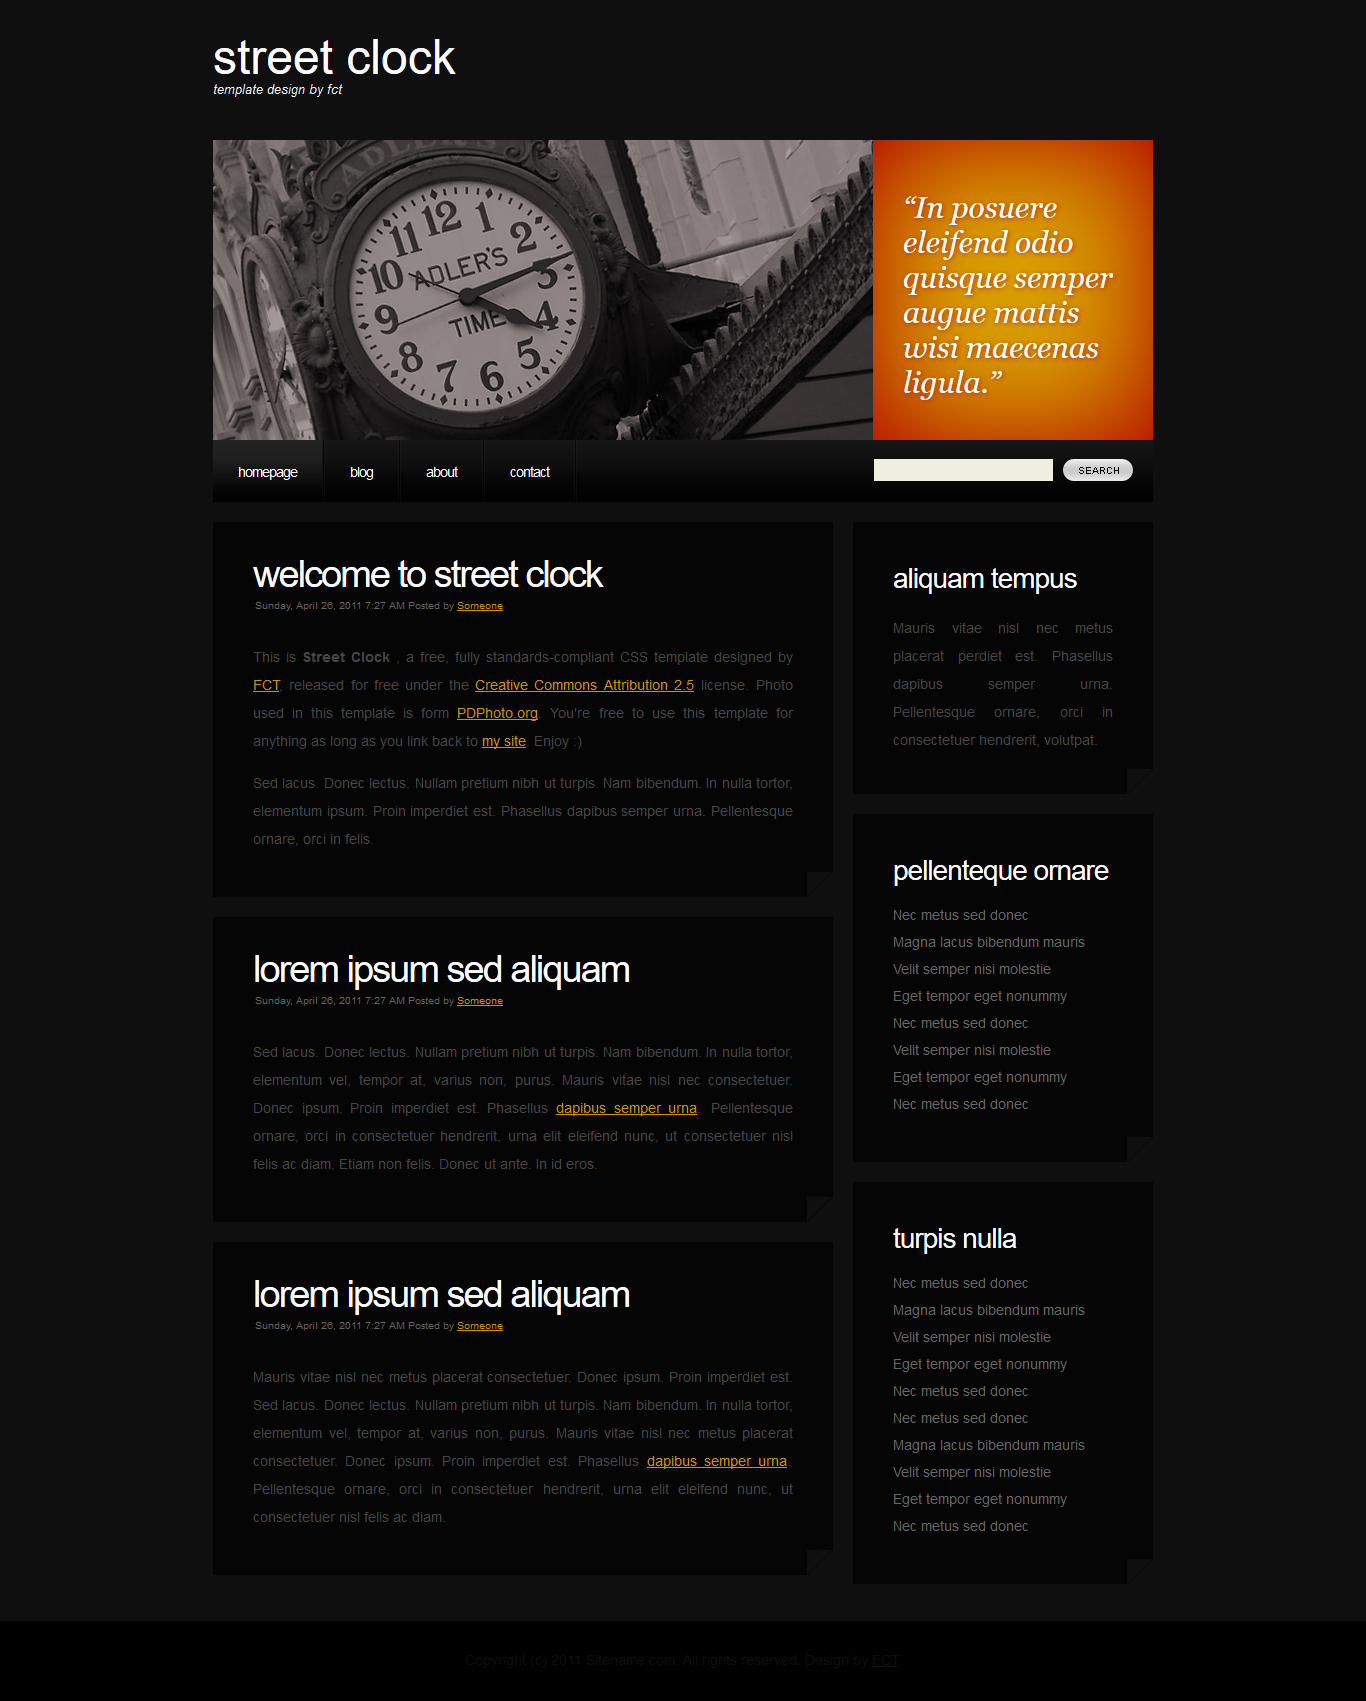 street clock
template design by fct
ADLER'S
12
1
2
3
4
5
6
7
8
9
10
11
ADLER'S
TIME
“In posuere
eleifend odio
quisque semper
augue mattis
wisi maecenas
ligula.”
homepage
blog
about
contact
SEARCH
welcome to street clock
Sunday, April 26, 2011 7:27 AM Posted by Someone
This is Street Clock , a free, fully standards-compliant CSS template designed by
FCT, released for free under the Creative Commons Attribution 2.5 license. Photo
used in this template is form PDPhoto.org. You're free to use this template for
anything as long as you link back to my site. Enjoy :)
Sed lacus. Donec lectus. Nullam pretium nibh ut turpis. Nam bibendum. In nulla tortor,
elementum ipsum. Proin imperdiet est. Phasellus dapibus semper urna. Pellentesque
ornare, orci in felis.
lorem ipsum sed aliquam
Sunday, April 26, 2011 7:27 AM Posted by Someone
Sed lacus. Donec lectus. Nullam pretium nibh ut turpis. Nam bibendum. In nulla tortor,
elementum vel, tempor at, varius non, purus. Mauris vitae nisl nec consectetuer.
Donec ipsum. Proin imperdiet est. Phasellus dapibus semper urna. Pellentesque
ornare, orci in consectetuer hendrerit, urna elit eleifend nunc, ut consectetuer nisl
felis ac diam. Etiam non felis. Donec ut ante. In id eros.
lorem ipsum sed aliquam
Sunday, April 26, 2011 7:27 AM Posted by Someone
Mauris vitae nisl nec metus placerat consectetuer. Donec ipsum. Proin imperdiet est.
Sed lacus. Donec lectus. Nullam pretium nibh ut turpis. Nam bibendum. In nulla tortor,
elementum vel, tempor at, varius non, purus. Mauris vitae nisl nec metus placerat
consectetuer. Donec ipsum. Proin imperdiet est. Phasellus dapibus semper urna.
Pellentesque ornare, orci in consectetuer hendrerit, urna elit eleifend nunc, ut
consectetuer nisl felis ac diam.
aliquam tempus
Mauris vitae nisl nec metus
placerat perdiet est. Phasellus
dapibus semper urna.
Pellentesque ornare, orci in
consectetuer hendrerit, volutpat.
pellenteque ornare
Nec metus sed donec
Magna lacus bibendum mauris
Velit semper nisi molestie
Eget tempor eget nonummy
Nec metus sed donec
Velit semper nisi molestie
Eget tempor eget nonummy
Nec metus sed donec
turpis nulla
Nec metus sed donec
Magna lacus bibendum mauris
Velit semper nisi molestie
Eget tempor eget nonummy
Nec metus sed donec
Nec metus sed donec
Magna lacus bibendum mauris
Velit semper nisi molestie
Eget tempor eget nonummy
Nec metus sed donec
Copyright (c) 2011 Sitename.com. All rights reserved. Design by FCT.